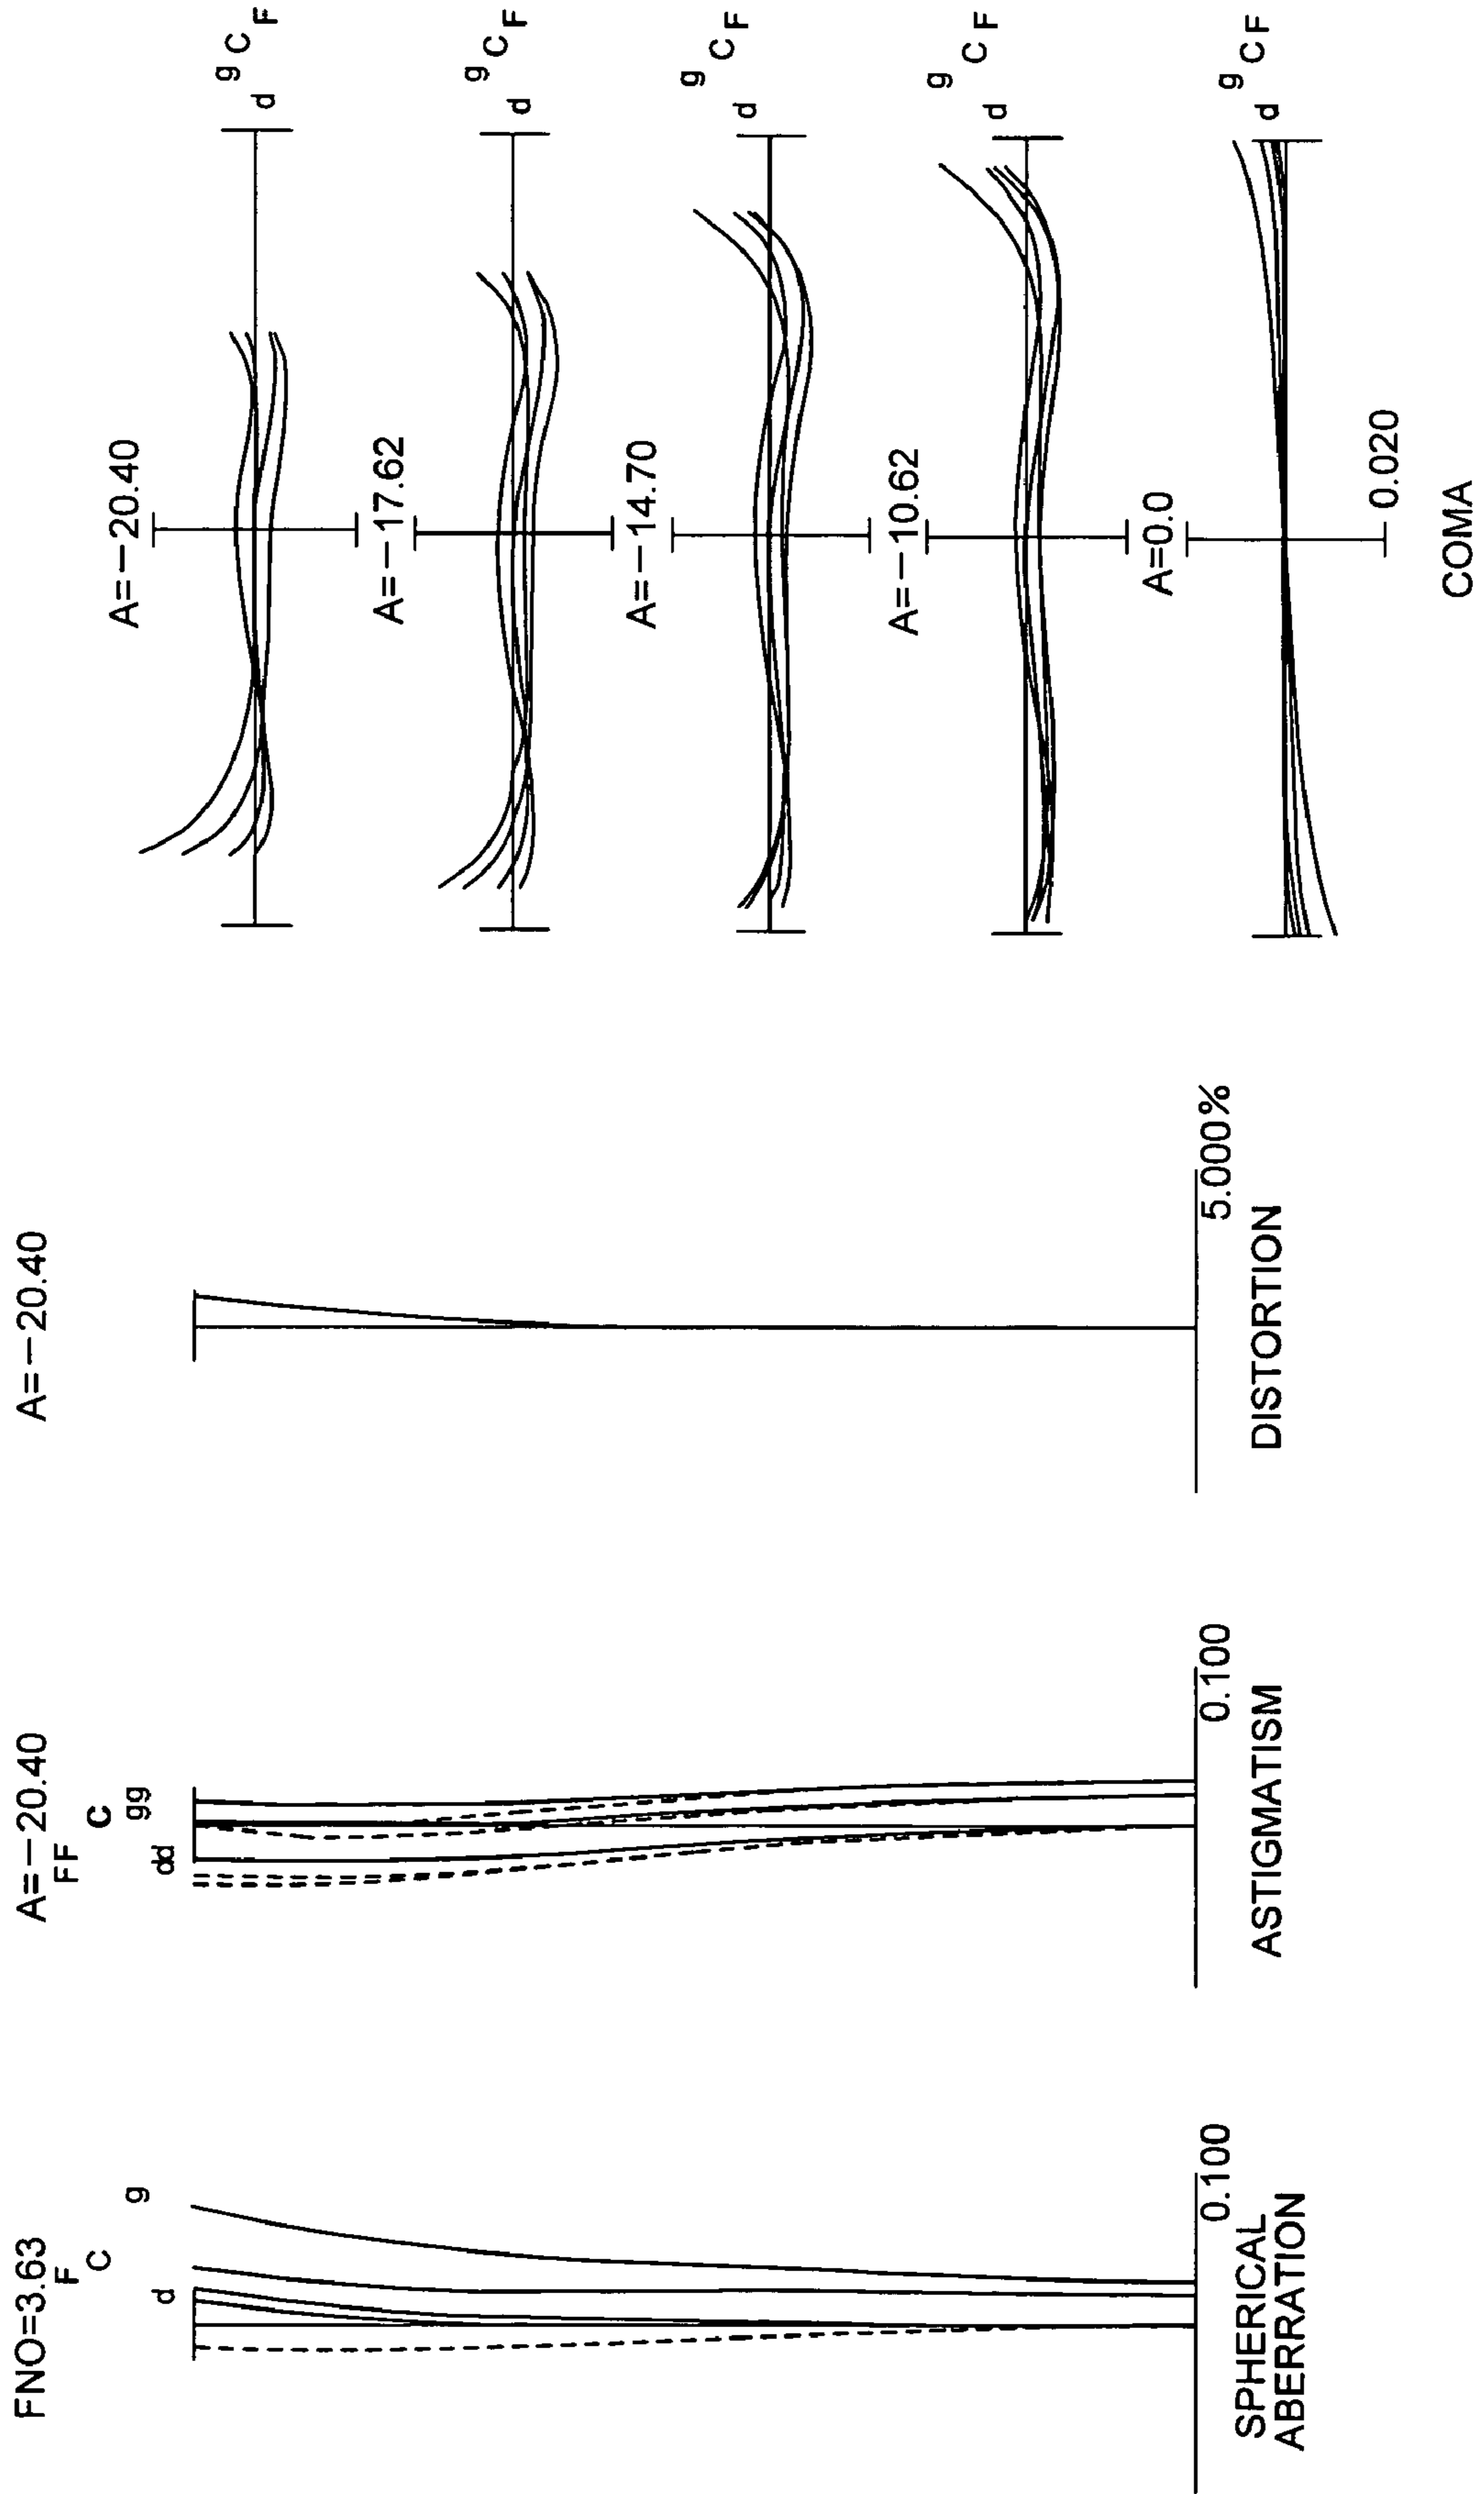 FNO=3.63
F
C
d
g
0.100
SPHERICAL
ABERRATION
A=−20.40
FF
C
dd
gg
0.100
ASTIGMATISM
A=−20.40
5.000%
DISTORTION
A=−20.40
g
C
F
d
A=−17.62
g
C
F
d
A=−14.70
g
C
F
d
A=−10.62
g
C
F
d
A=0.0
g
C
F
d
0.020
COMA